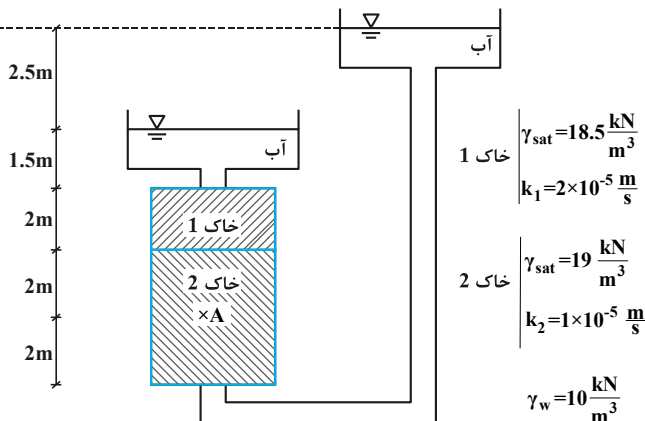 آب
2.5m
آب
1.5m
2m
خاک 1
2m
خاک 2
×A
2m
خاک 1
γsat=18.5 kN/m³
k₁=2×10⁻⁵ m/s
خاک 2
γsat=19 kN/m³
k₂=1×10⁻⁵ m/s
γw=10 kN/m³